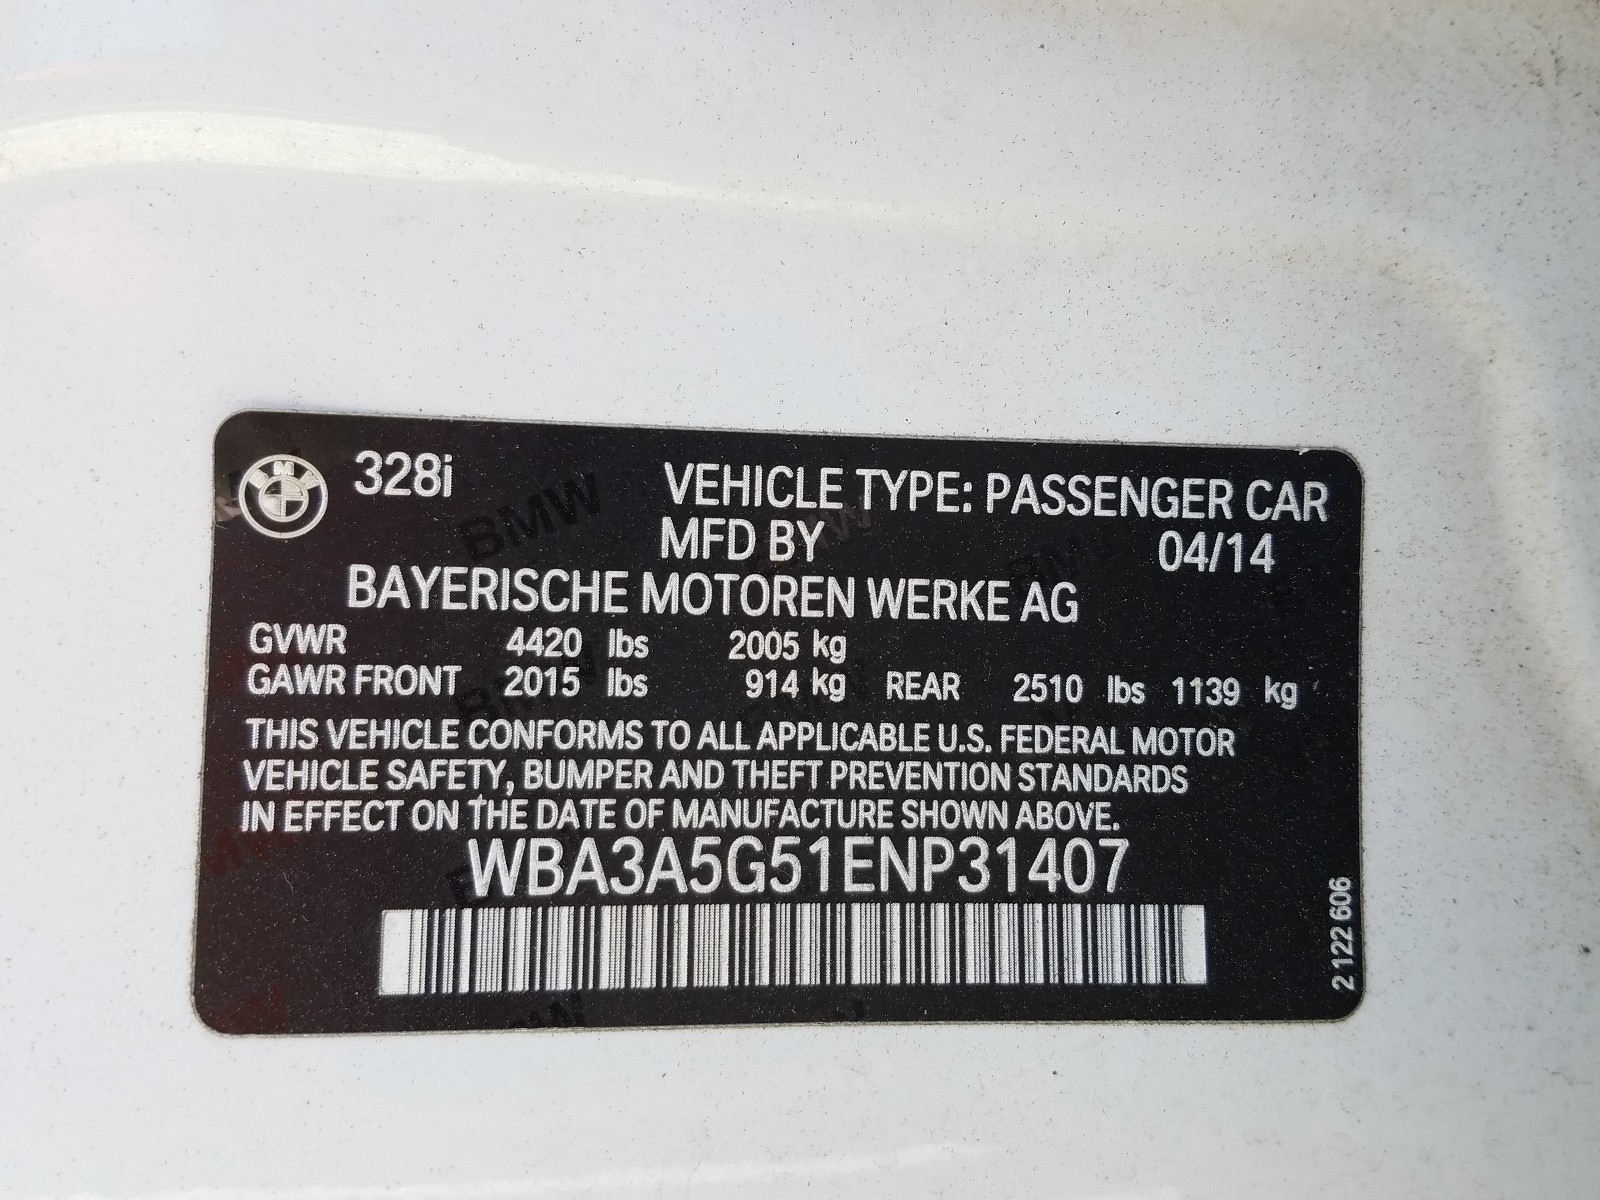 328i
VEHICLE TYPE: PASSENGER CAR
MFD BY 04/14
BAYERISCHE MOTOREN WERKE AG
GVWR 4420 lbs 2005 kg
GAWR FRONT 2015 lbs 914 kg REAR 2510 lbs 1139 kg
THIS VEHICLE CONFORMS TO ALL APPLICABLE U.S. FEDERAL MOTOR
VEHICLE SAFETY, BUMPER AND THEFT PREVENTION STANDARDS
IN EFFECT ON THE DATE OF MANUFACTURE SHOWN ABOVE.
WBA3A5G51ENP31407
2 122 606